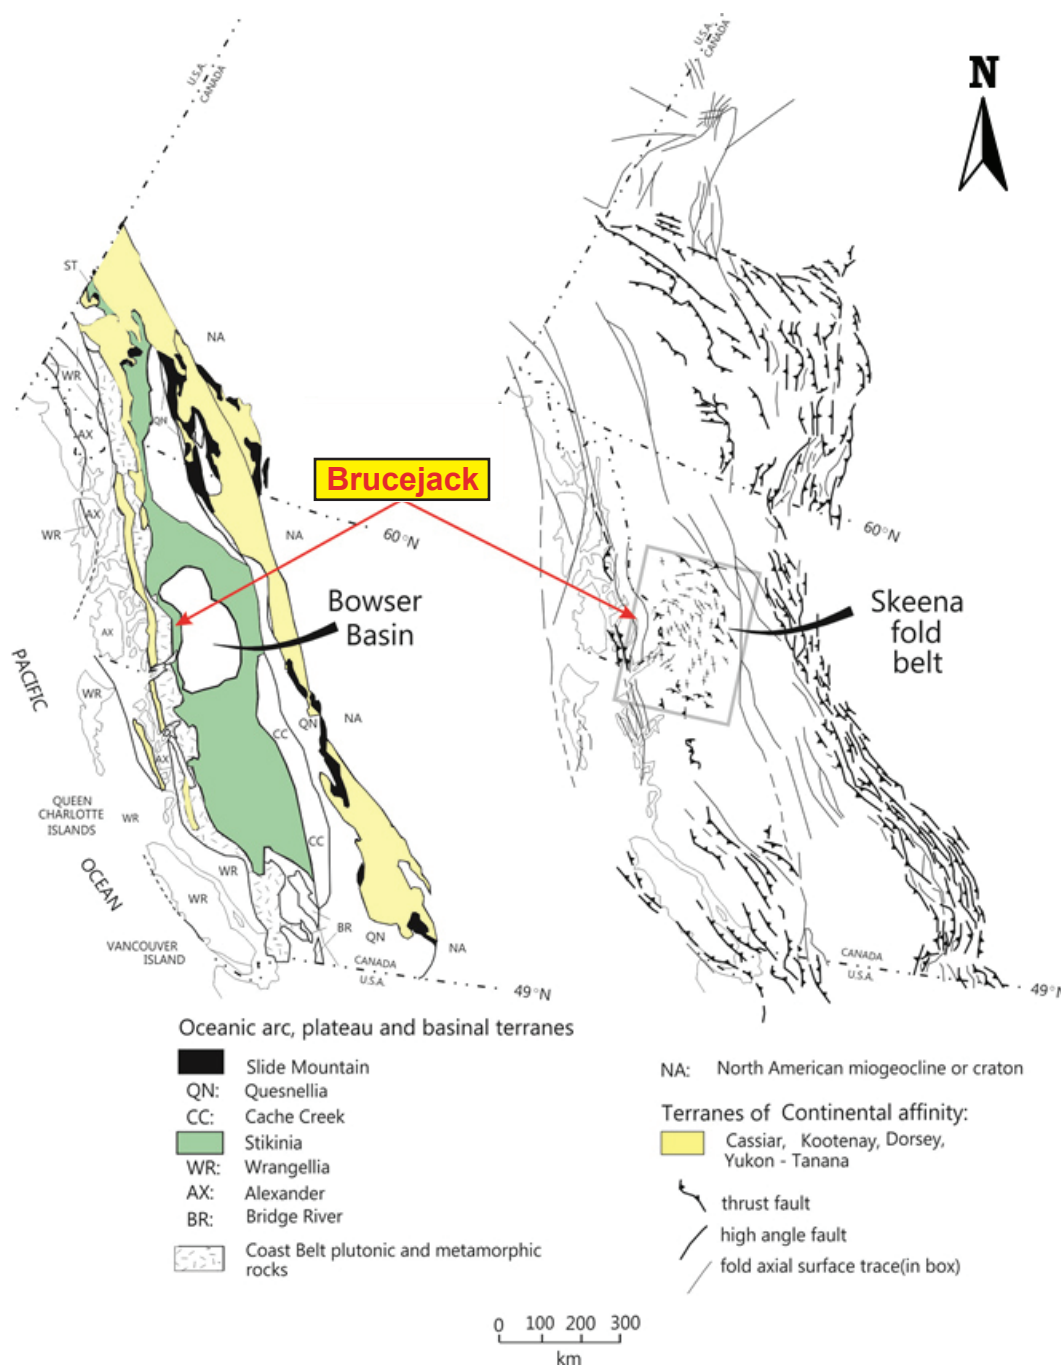 U.S.A.
CANADA
U.S.A.
CANADA
N
ST
NA
WR
QN
AX
Brucejack
AX
WR
NA
60°N
60°N
Bowser
Basin
Skeena
fold
belt
AX
PACIFIC
WR
QN
NA
CC
AX
QUEEN
CHARLOTTE
ISLANDS
WR
CC
OCEAN
WR
WR
BR
QN
NA
VANCOUVER
ISLAND
CANADA
U.S.A.
49°N
CANADA
U.S.A.
49°N
Oceanic arc, plateau and basinal terranes
Slide Mountain
QN: Quesnellia
CC: Cache Creek
Stikinia
WR: Wrangellia
AX: Alexander
BR: Bridge River
Coast Belt plutonic and metamorphic
rocks
NA: North American miogeocline or craton
Terranes of Continental affinity:
Cassiar, Kootenay, Dorsey,
Yukon - Tanana
thrust fault
high angle fault
fold axial surface trace(in box)
0 100 200 300
km